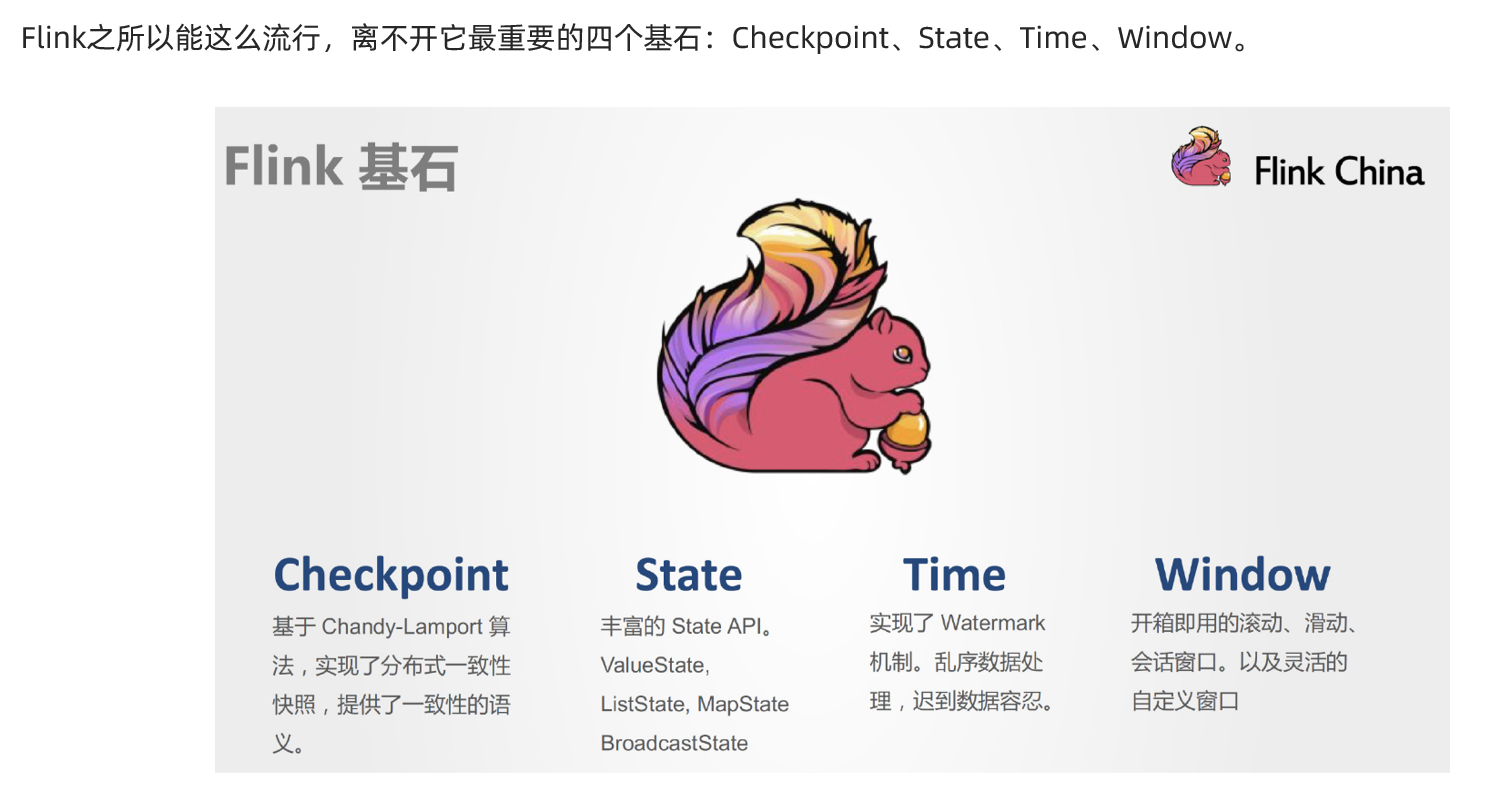 Flink之所以能这么流行，离不开它最重要的四个基石：Checkpoint、State、Time、Window。
Flink 基石
Flink China
Checkpoint
基于 Chandy-Lamport 算
法，实现了分布式一致性
快照，提供了一致性的语
义。
State
丰富的 State API。
ValueState,
ListState, MapState
BroadcastState
Time
实现了 Watermark
机制。乱序数据处
理，迟到数据容忍。
Window
开箱即用的滚动、滑动、
会话窗口。以及灵活的
自定义窗口